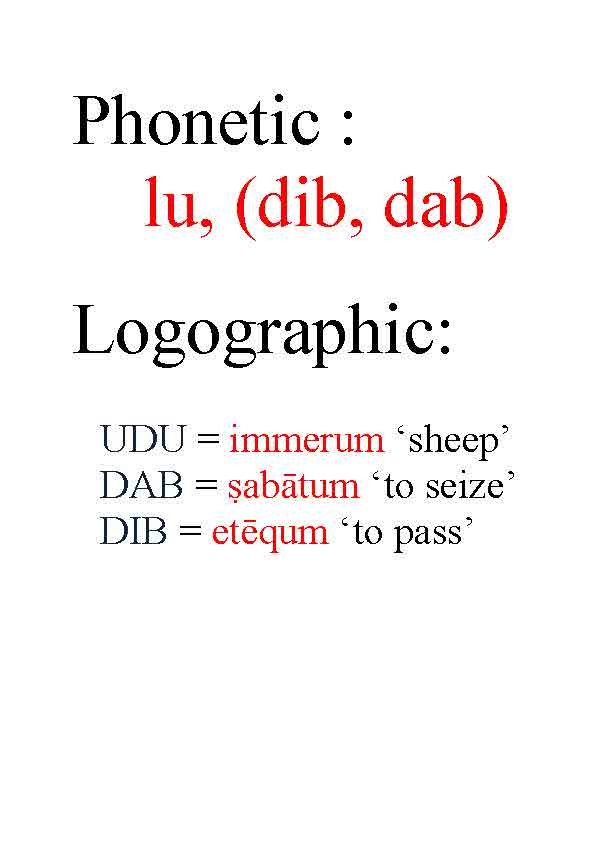 Phonetic :
lu, (dib, dab)
Logographic:
UDU = immerum ‘sheep’
DAB = ṣabātum ‘to seize’
DIB = etēqum ‘to pass’